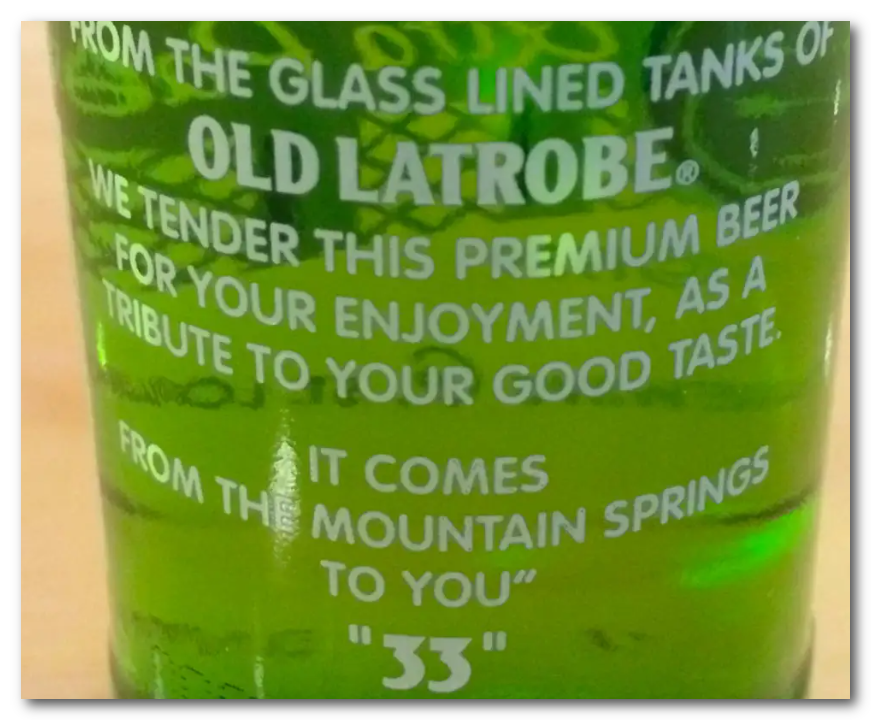 FROM THE GLASS LINED TANKS OF
OLD LATROBE®
WE TENDER THIS PREMIUM BEER
FOR YOUR ENJOYMENT, AS A
TRIBUTE TO YOUR GOOD TASTE.
IT COMES
FROM THE MOUNTAIN SPRINGS
TO YOU”
"33"